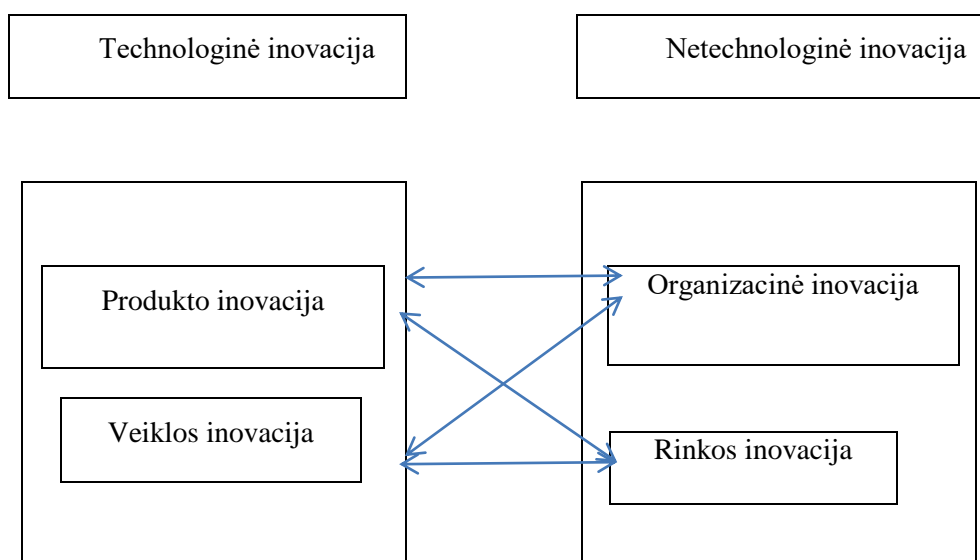 Technologinė inovacija
Netechnologinė inovacija
Produkto inovacija
Organizacinė inovacija
Veiklos inovacija
Rinkos inovacija